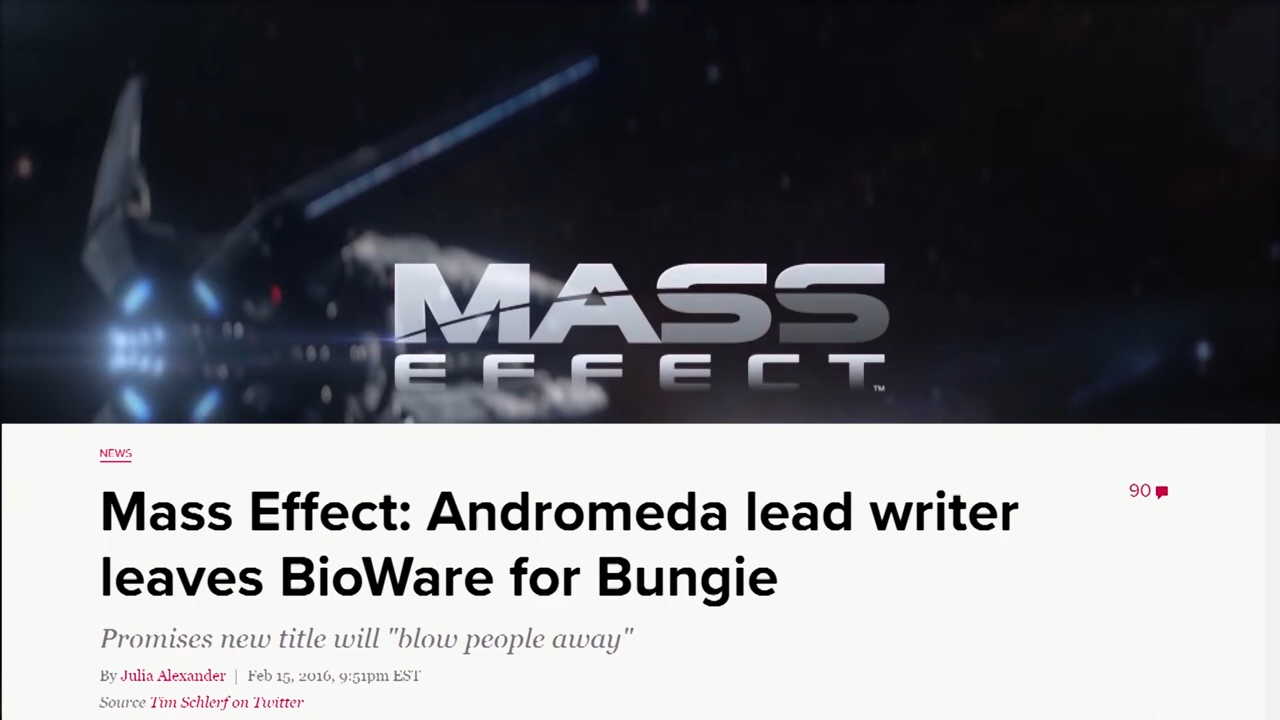 MASS
EFFECT™
NEWS
90
Mass Effect: Andromeda lead writer
leaves BioWare for Bungie
Promises new title will "blow people away"
By Julia Alexander | Feb 15, 2016, 9:51pm EST
Source Tim Schlerf on Twitter